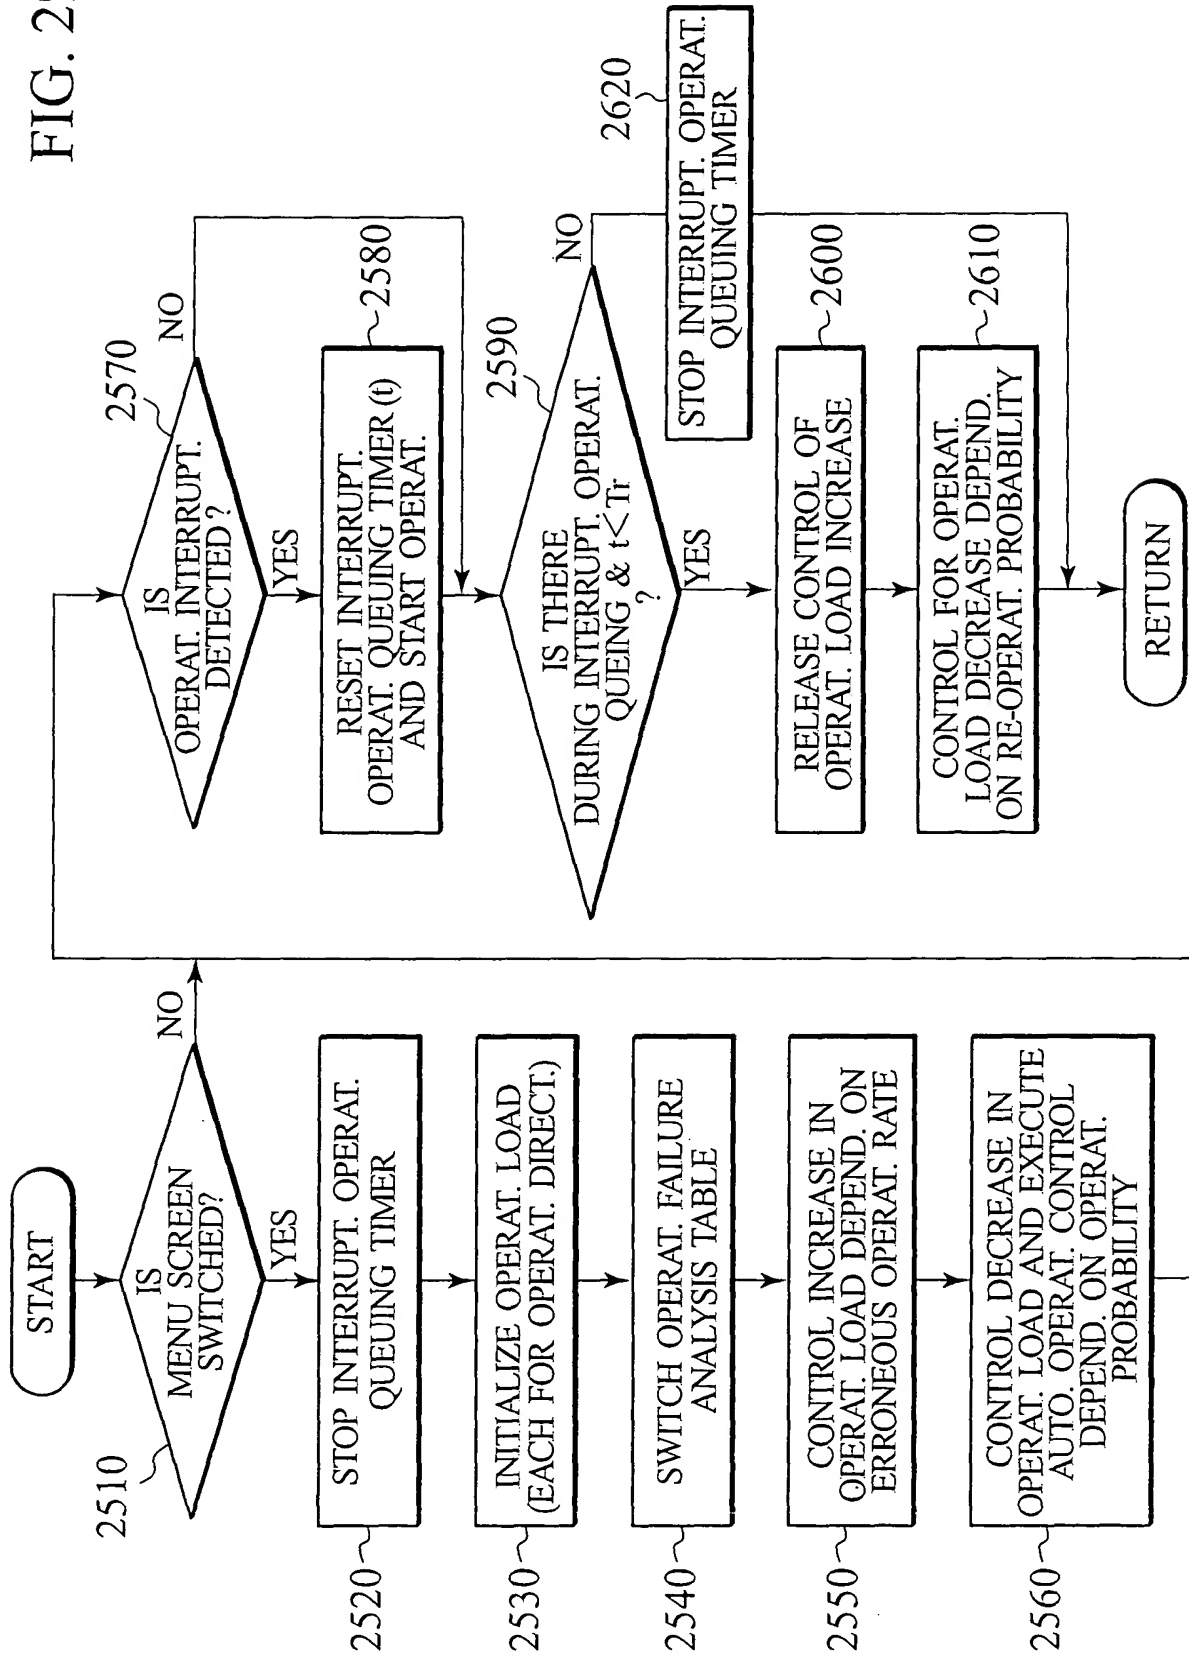 FIG. 2
START
2510
IS
MENU SCREEN
SWITCHED?
NO
YES
2520
STOP INTERRUPT. OPERAT.
QUEUING TIMER
2530
INITIALIZE OPERAT. LOAD
(EACH FOR OPERAT. DIRECT.)
2540
SWITCH OPERAT. FAILURE
ANALYSIS TABLE
2550
CONTROL INCREASE IN
OPERAT. LOAD DEPEND. ON
ERRONEOUS OPERAT. RATE
2560
CONTROL DECREASE IN
OPERAT. LOAD AND EXECUTE
AUTO. OPERAT. CONTROL
DEPEND. ON OPERAT.
PROBABILITY
2570
IS
OPERAT. INTERRUPT.
DETECTED?
NO
YES
2580
RESET INTERRUPT.
OPERAT. QUEUING TIMER (t)
AND START OPERAT.
2590
IS THERE
DURING INTERRUPT. OPERAT.
QUEING & t<Tr
?
NO
YES
2620
STOP INTERRUPT. OPERAT.
QUEUING TIMER
2600
RELEASE CONTROL OF
OPERAT. LOAD INCREASE
2610
CONTROL FOR OPERAT.
LOAD DECREASE DEPEND.
ON RE-OPERAT. PROBABILITY
RETURN